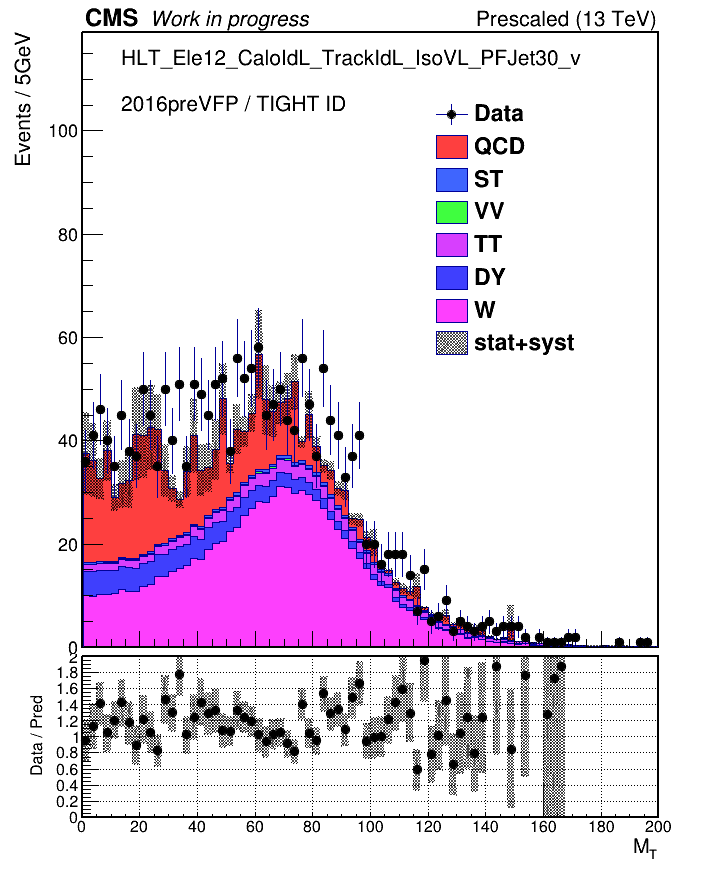 CMS Work in progress Prescaled (13 TeV)
HLT_Ele12_CaloIdL_TrackIdL_IsoVL_PFJet30_v
2016preVFP / TIGHT ID
Data
QCD
ST
VV
TT
DY
W
stat+syst
Events / 5GeV
100
80
60
40
20
0
Data / Pred
2
1.8
1.6
1.4
1.2
1
0.8
0.6
0.4
0.2
0
0 20 40 60 80 100 120 140 160 180 200
M_T